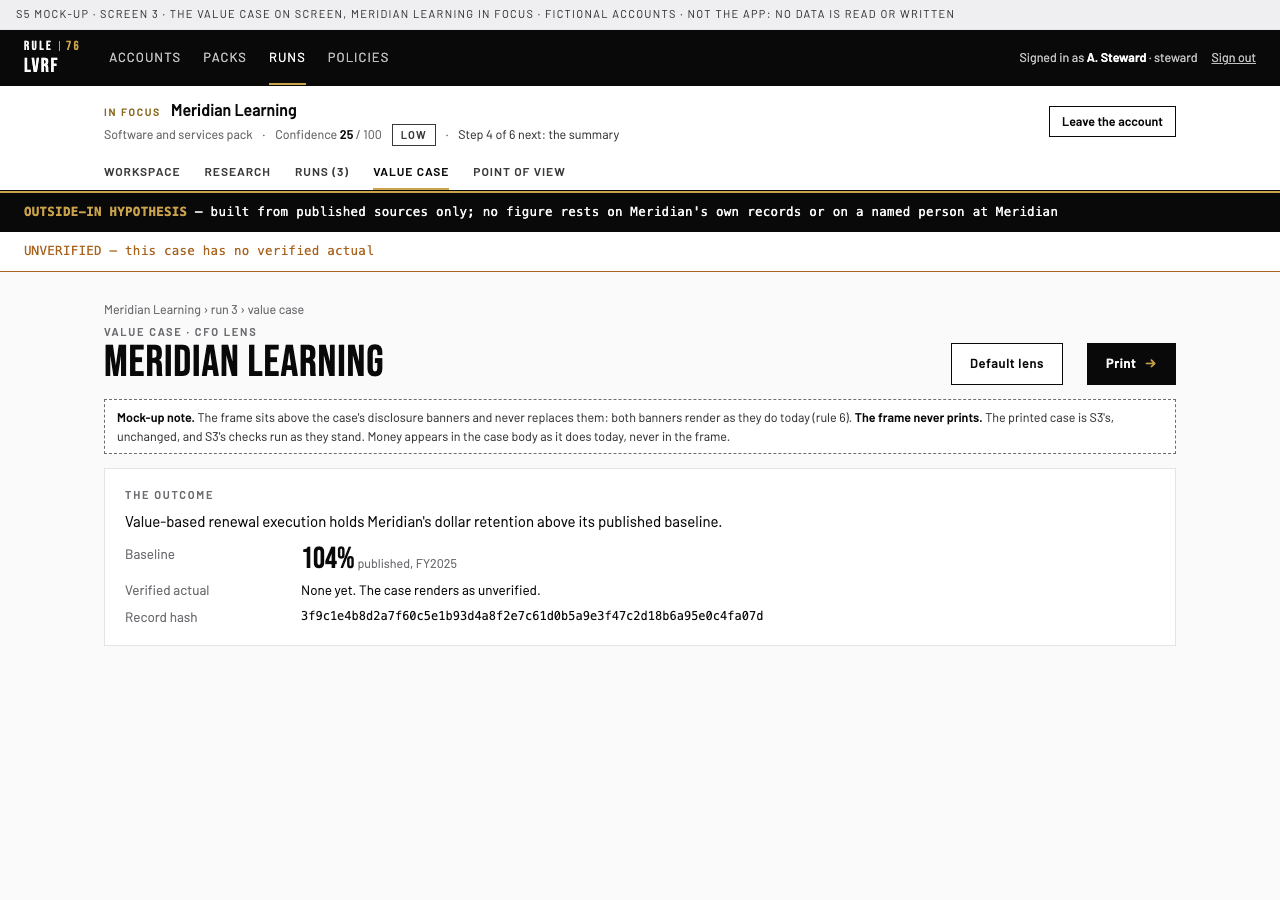 S5 MOCK-UP · SCREEN 3 · THE VALUE CASE ON SCREEN, MERIDIAN LEARNING IN FOCUS · FICTIONAL ACCOUNTS · NOT THE APP: NO DATA IS READ OR WRITTEN
RULE | 76
LVRF
ACCOUNTS PACKS RUNS POLICIES
Signed in as A. Steward · steward Sign out
IN FOCUS Meridian Learning
Software and services pack · Confidence 25 / 100 LOW · Step 4 of 6 next: the summary
Leave the account
WORKSPACE RESEARCH RUNS (3) VALUE CASE POINT OF VIEW
OUTSIDE-IN HYPOTHESIS — built from published sources only; no figure rests on Meridian's own records or on a named person at Meridian
UNVERIFIED — this case has no verified actual
Meridian Learning › run 3 › value case
VALUE CASE · CFO LENS
MERIDIAN LEARNING
Default lens
Print →
Mock-up note. The frame sits above the case's disclosure banners and never replaces them: both banners render as they do today (rule 6). The frame never prints. The printed case is S3's,
unchanged, and S3's checks run as they stand. Money appears in the case body as it does today, never in the frame.
THE OUTCOME
Value-based renewal execution holds Meridian's dollar retention above its published baseline.
Baseline 104% published, FY2025
Verified actual None yet. The case renders as unverified.
Record hash 3f9c1e4b8d2a7f60c5e1b93d4a8f2e7c61d0b5a9e3f47c2d18b6a95e0c4fa07d